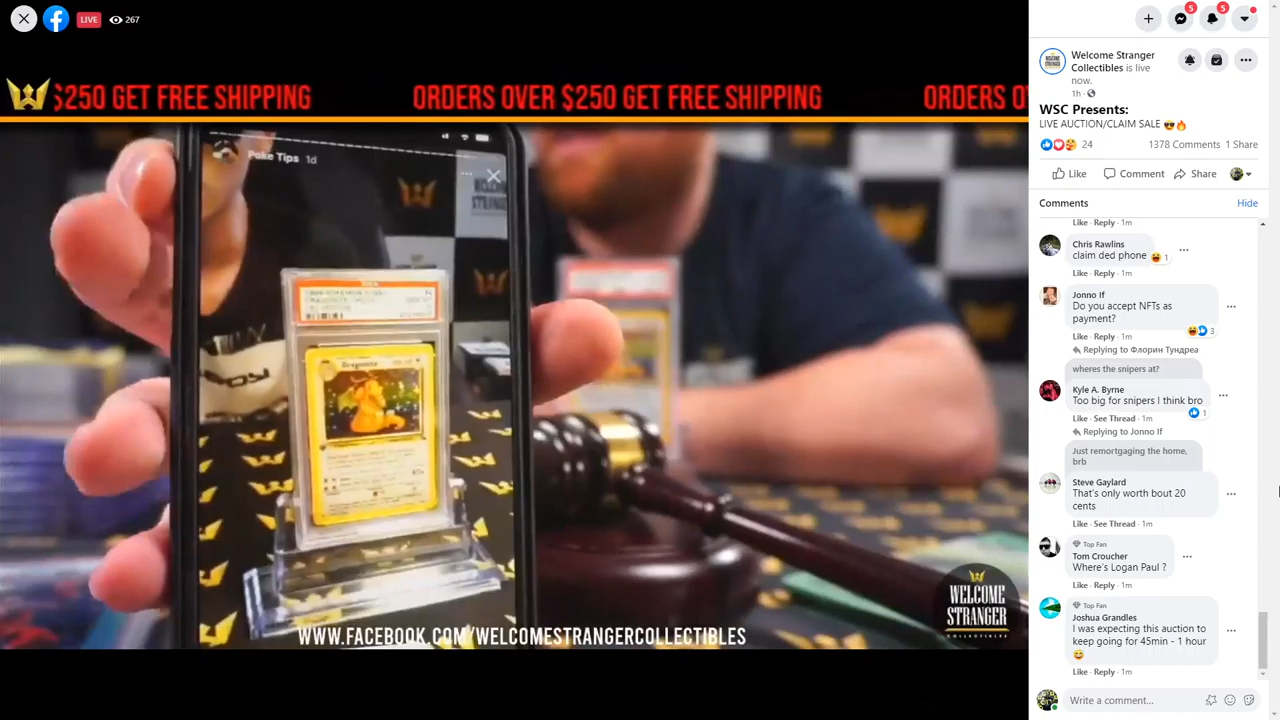 LIVE
267
$250 GET FREE SHIPPING
ORDERS OVER $250 GET FREE SHIPPING
ORDERS O
Poke Tips 1d
WELCOME
STRANGER
Dragonite
WELCOME
STRANGER
COLLECTIBLES
WWW.FACEBOOK.COM/WELCOMESTRANGERCOLLECTIBLES
5
5
Welcome Stranger
Collectibles is live
now.
1h ·
WSC Presents:
LIVE AUCTION/CLAIM SALE 😎🔥
24
1378 Comments 1 Share
Like Comment Share
Comments Hide
Like · Reply · 1m
Chris Rawlins
claim ded phone
1
Like · Reply · 1m
Jonno If
Do you accept NFTs as
payment?
3
Like · Reply · 1m
Replying to Флорин Тундреа
wheres the snipers at?
Kyle A. Byrne
Too big for snipers I think bro
1
Like · See Thread · 1m
Replying to Jonno If
Just remortgaging the home,
brb
Steve Gaylard
That's only worth bout 20
cents
Like · See Thread · 1m
Top Fan
Tom Croucher
Where's Logan Paul ?
Like · Reply · 1m
Top Fan
Joshua Grandles
I was expecting this auction to
keep going for 45min - 1 hour
😄
Like · Reply · 1m
Write a comment...